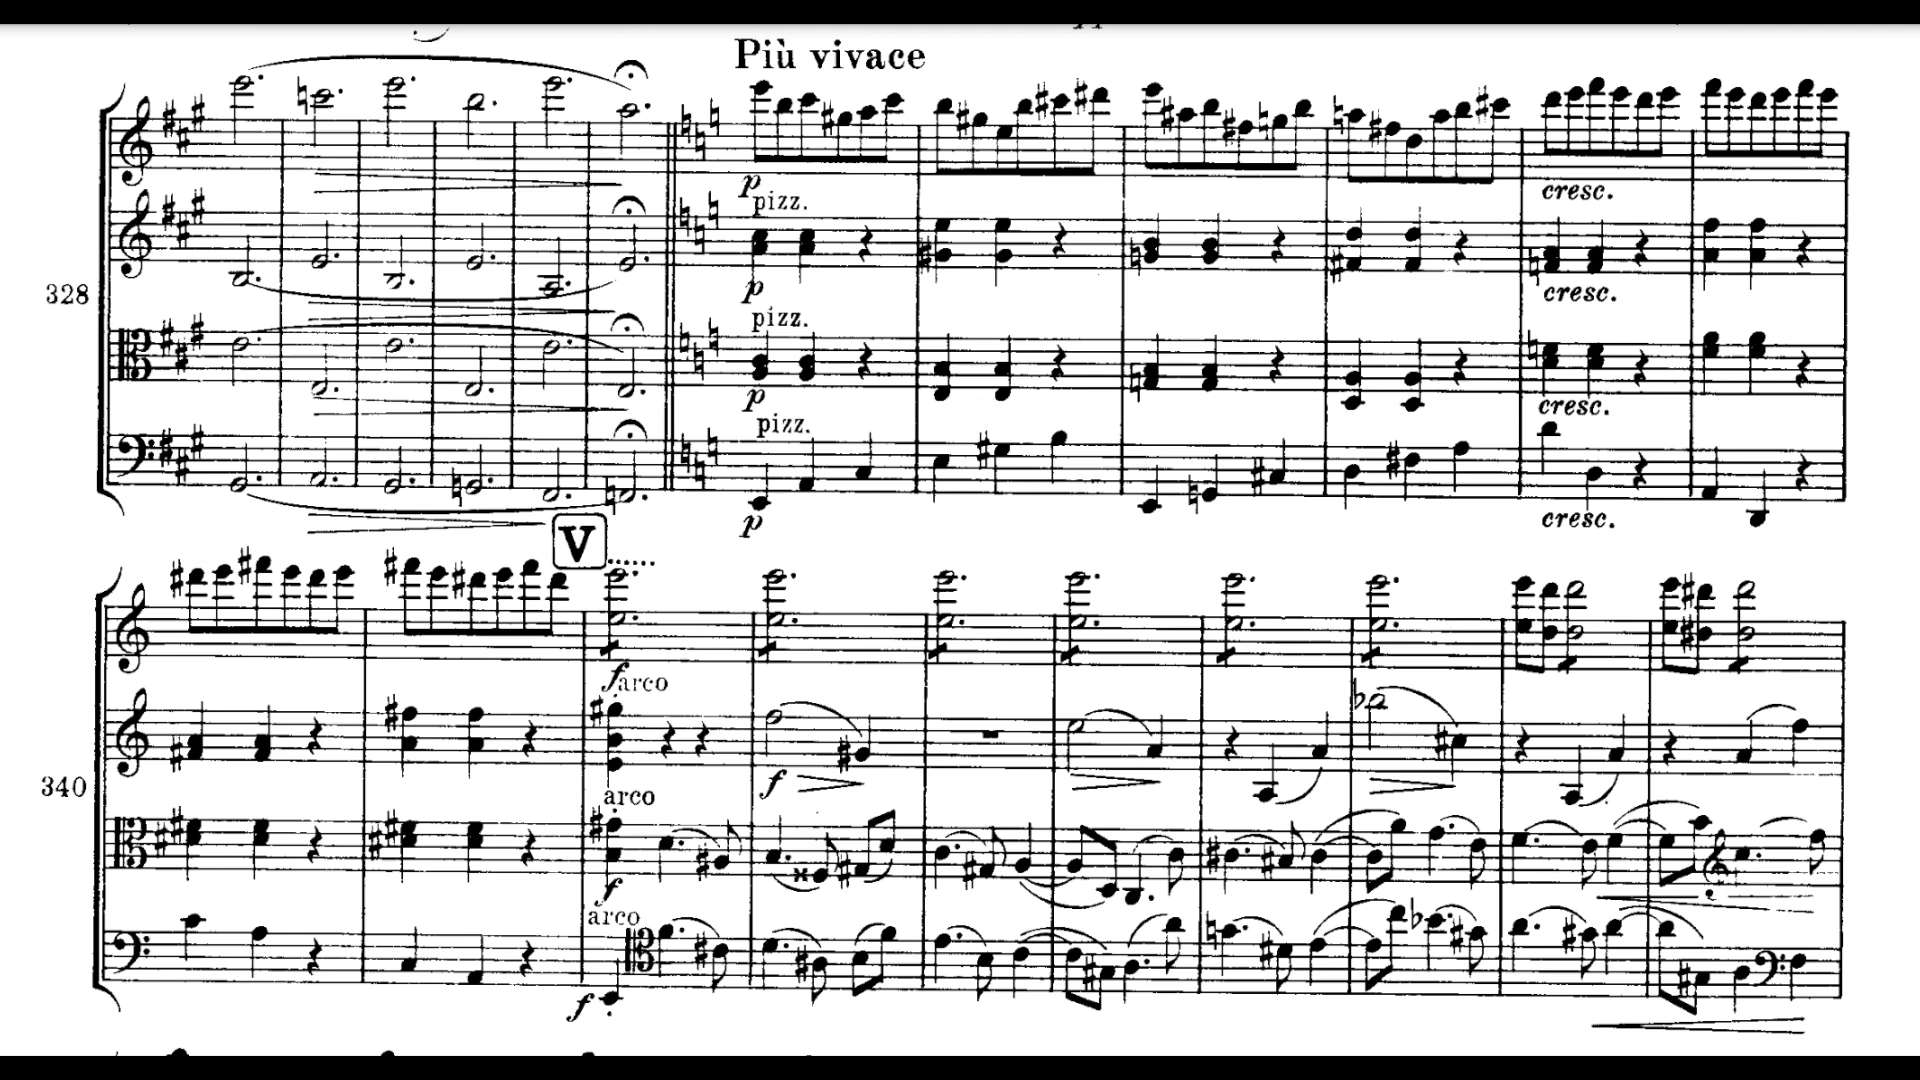 Più vivace
p
pizz.
p
pizz.
p
pizz.
p
328
cresc.
cresc.
cresc.
cresc.
V
f arco
f
arco
f
arco
f
340